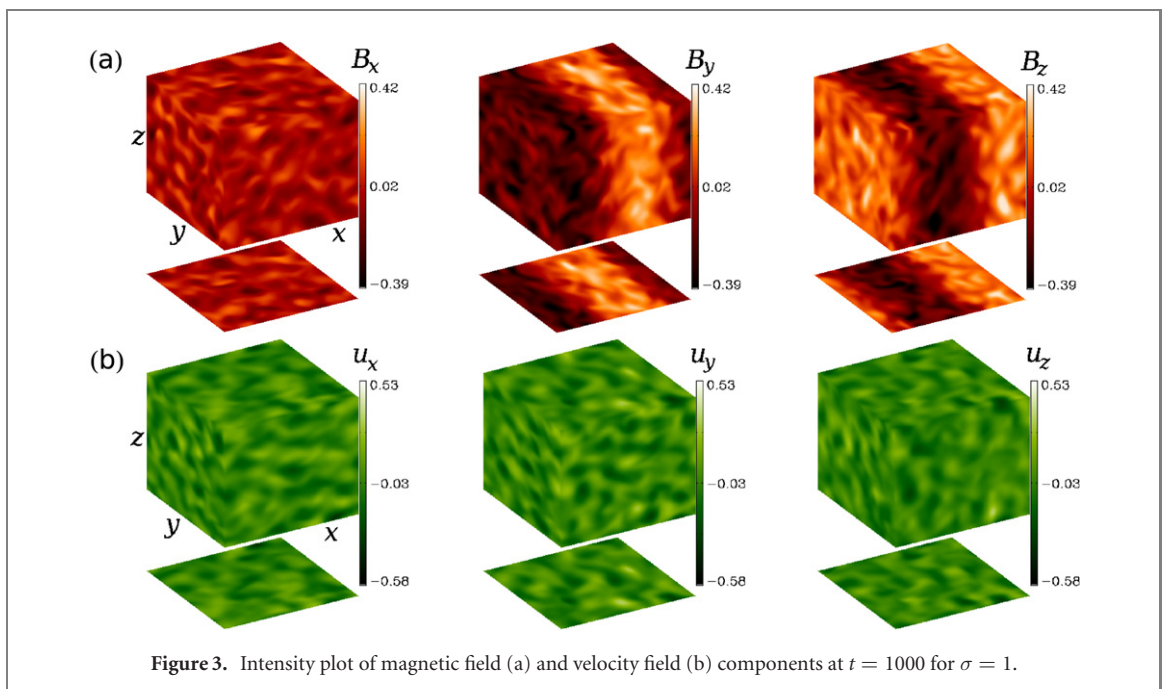 (a) B_x B_y B_z
0.42 0.42 0.42
z
0.02 0.02 0.02
y x
−0.39 −0.39 −0.39
(b) u_x u_y u_z
0.53 0.53 0.53
z
−0.03 −0.03 −0.03
y x
−0.58 −0.58 −0.58
Figure 3. Intensity plot of magnetic field (a) and velocity field (b) components at t = 1000 for σ = 1.